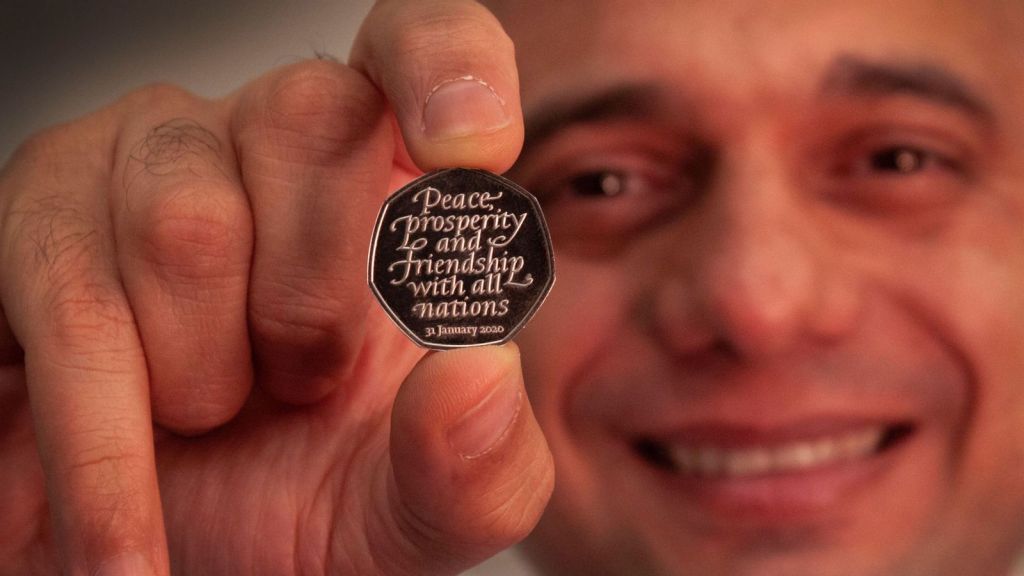 Peace,
prosperity
and
friendship
with all
nations
31 January 2020